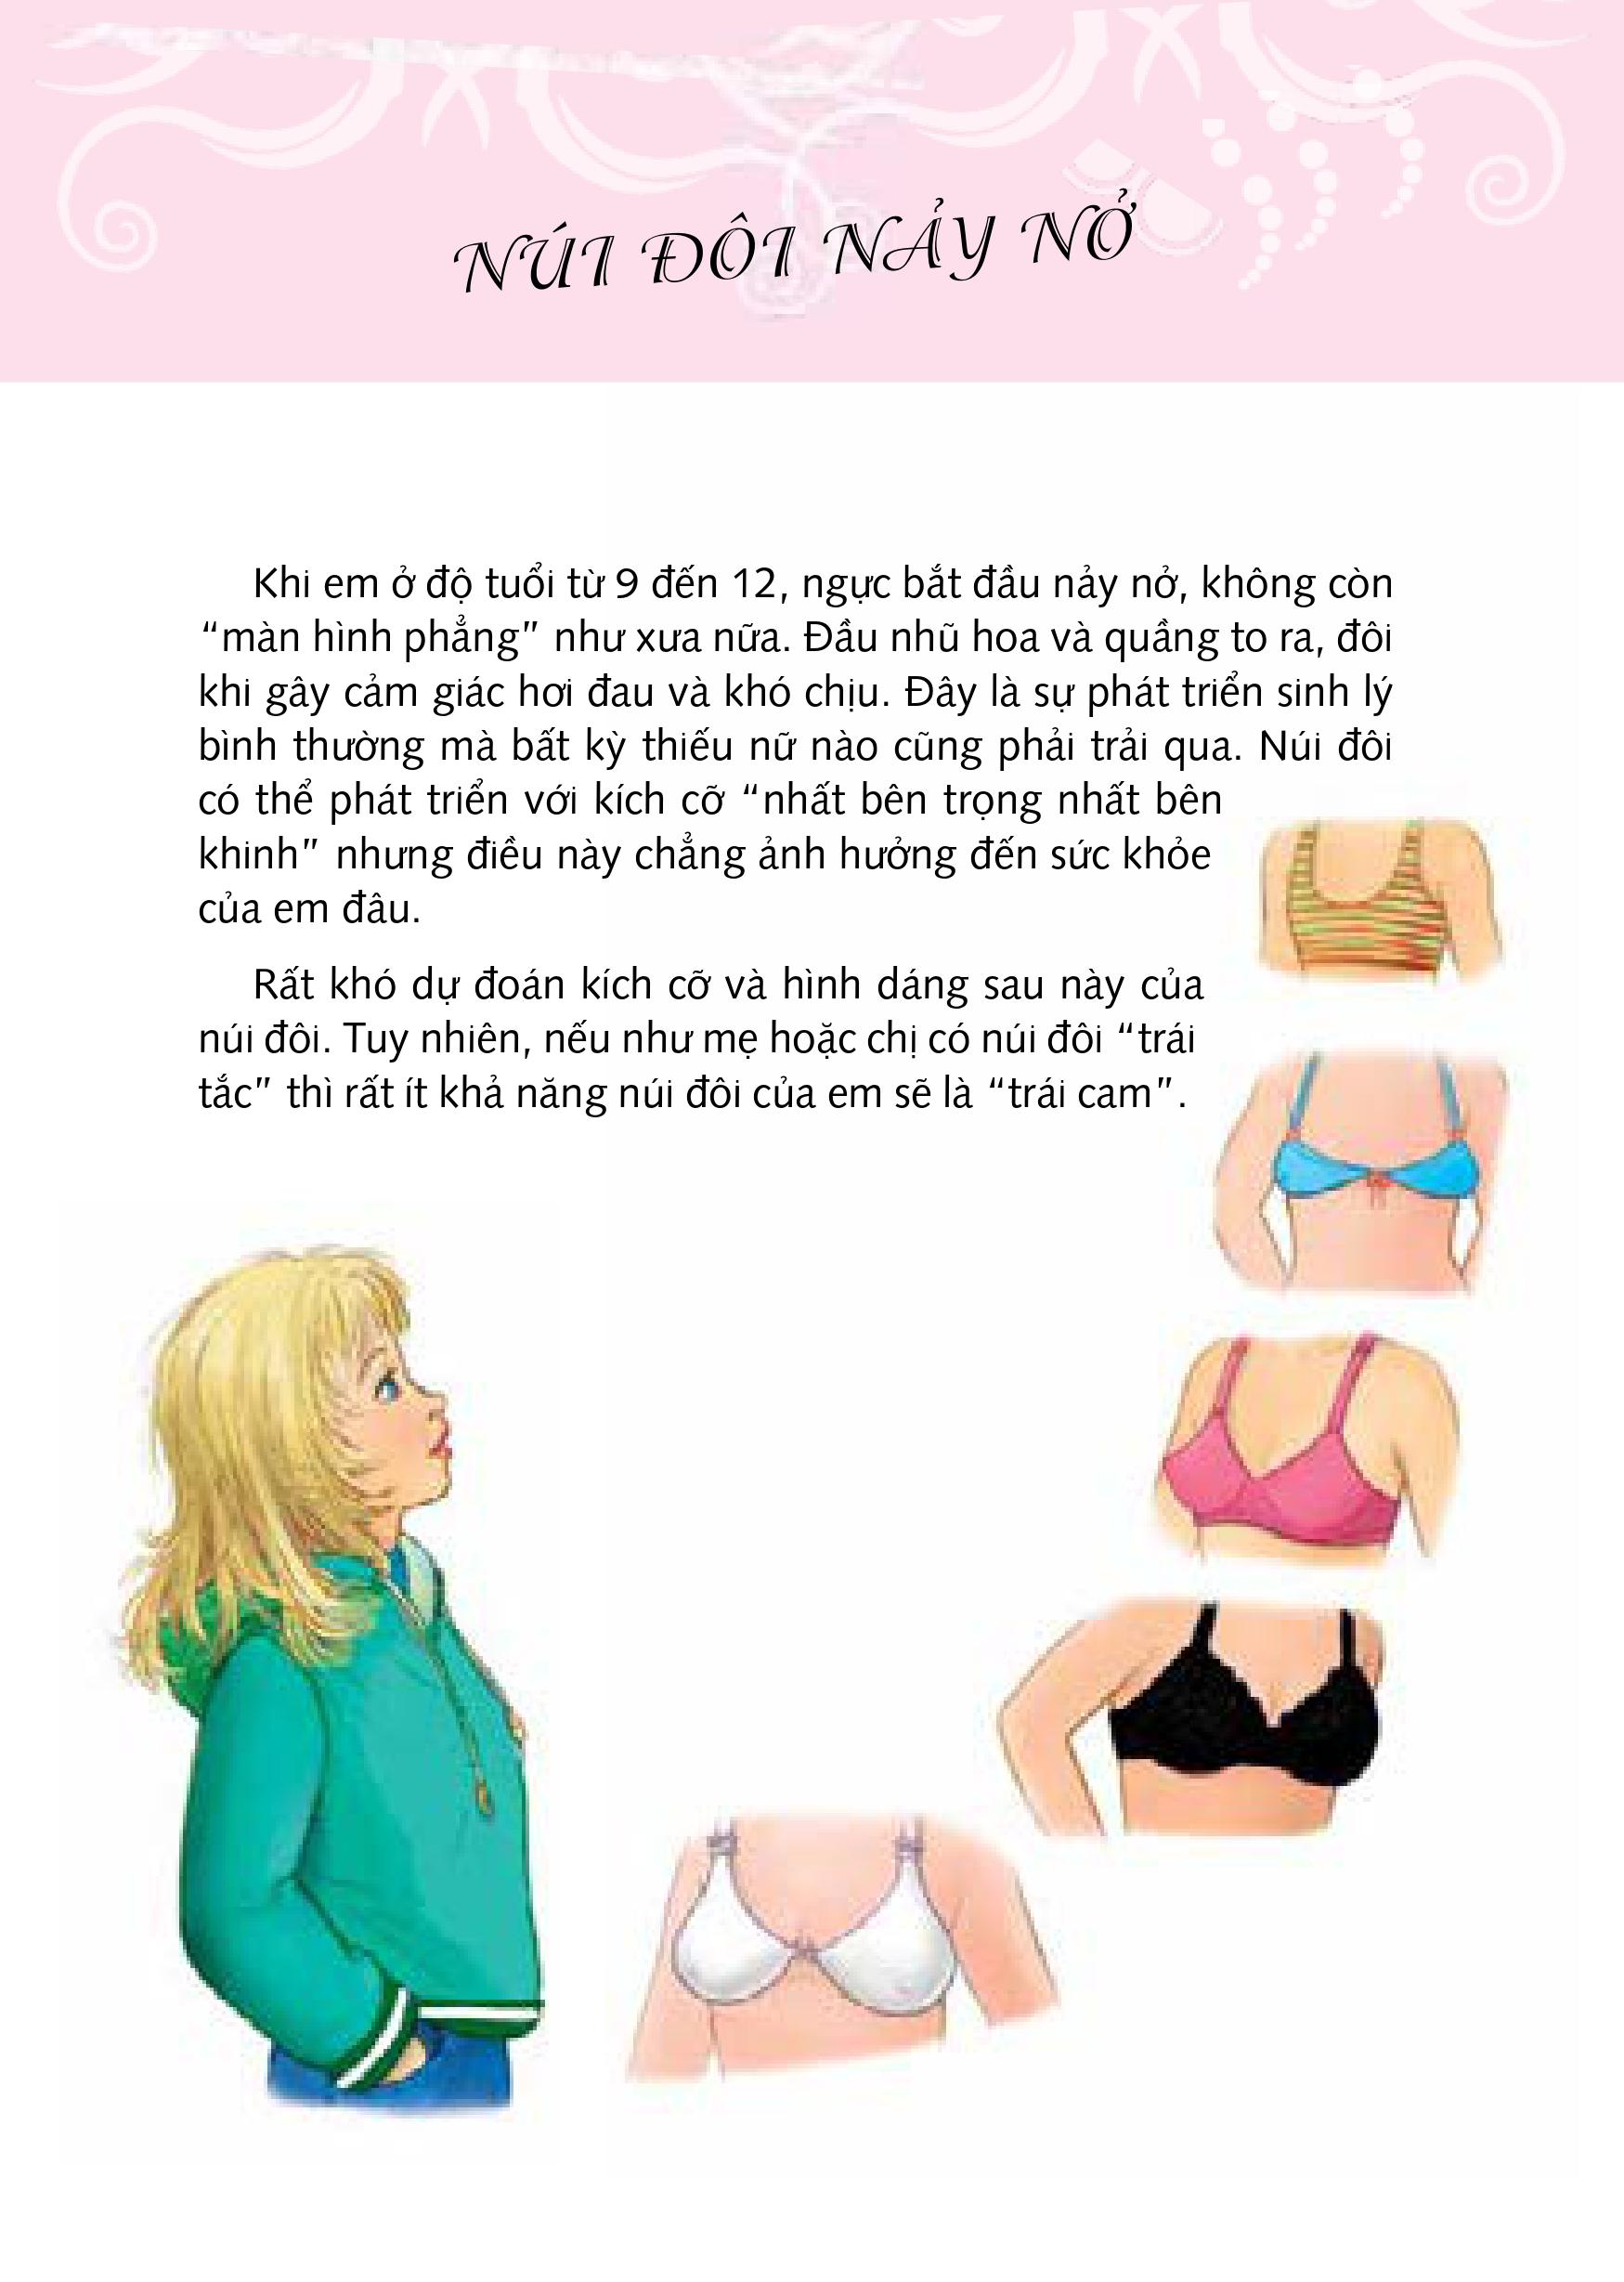 NÚI ĐÔI NẢY NỞ
Khi em ở độ tuổi từ 9 đến 12, ngực bắt đầu nảy nở, không còn
“màn hình phẳng” như xưa nữa. Đầu nhũ hoa và quầng to ra, đôi
khi gây cảm giác hơi đau và khó chịu. Đây là sự phát triển sinh lý
bình thường mà bất kỳ thiếu nữ nào cũng phải trải qua. Núi đôi
có thể phát triển với kích cỡ “nhất bên trọng nhất bên
khinh” nhưng điều này chẳng ảnh hưởng đến sức khỏe
của em đâu.
Rất khó dự đoán kích cỡ và hình dáng sau này của
núi đôi. Tuy nhiên, nếu như mẹ hoặc chị có núi đôi “trái
tắc” thì rất ít khả năng núi đôi của em sẽ là “trái cam”.